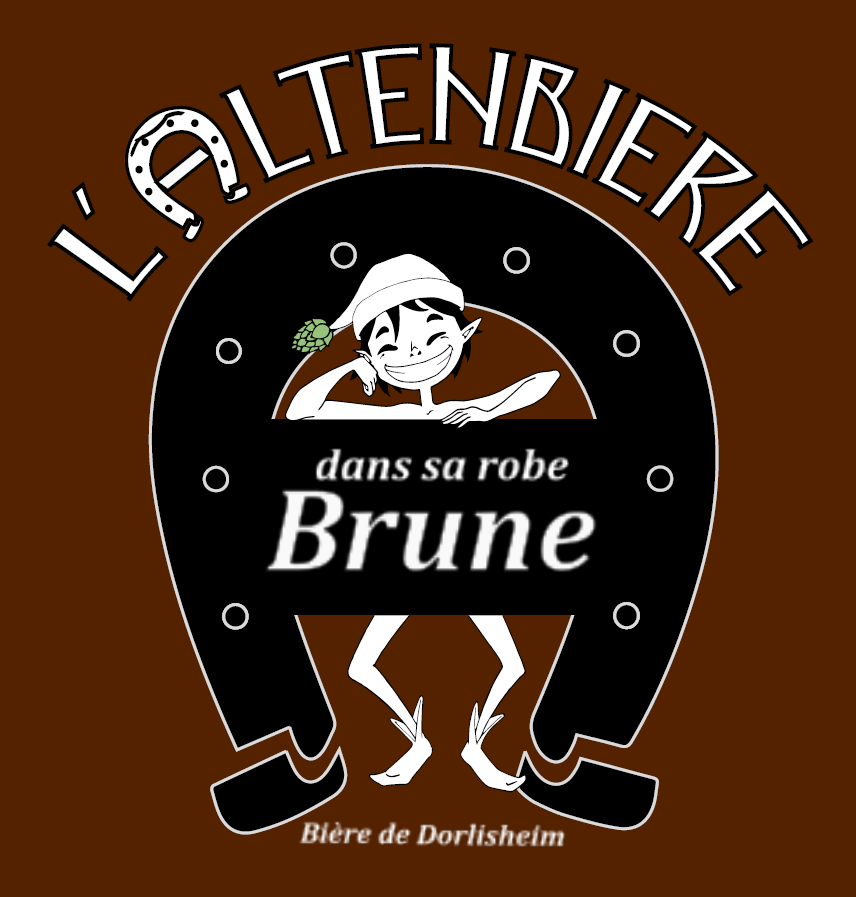 L'ALTENBIERE
dans sa robe
Brune
Bière de Dorlisheim